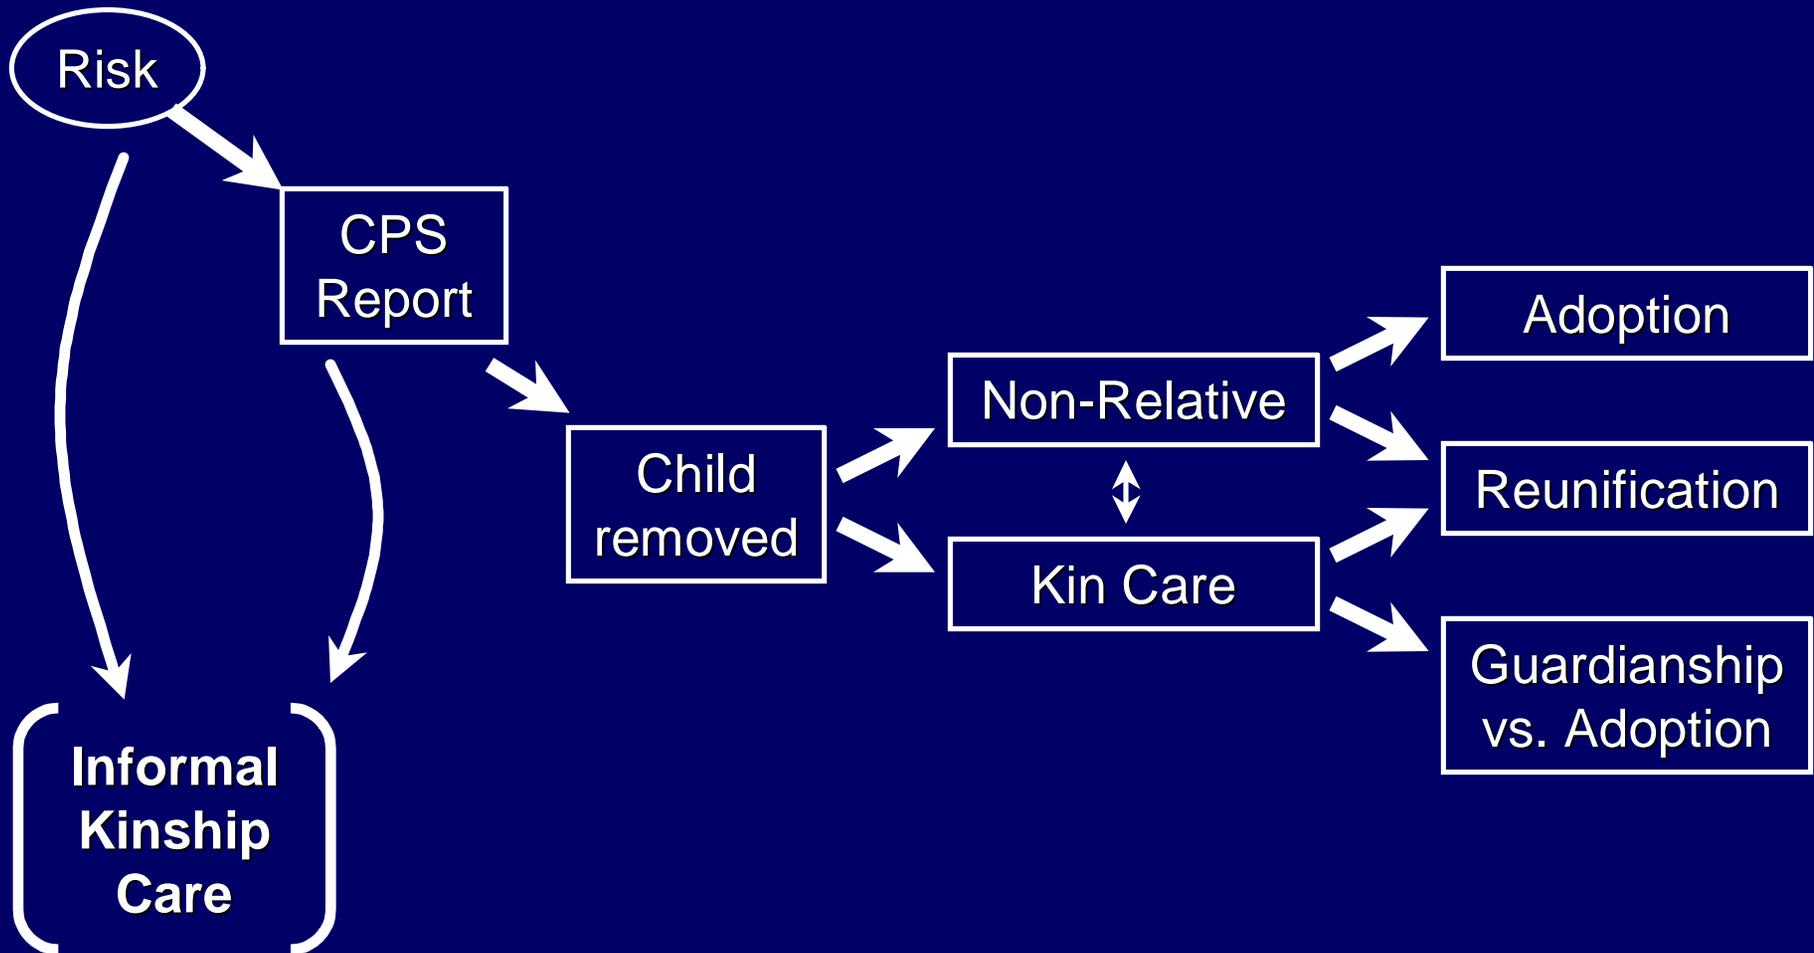 Risk
CPS
Report
Child
removed
Non-Relative
Kin Care
Adoption
Reunification
Guardianship
vs. Adoption
Informal
Kinship
Care